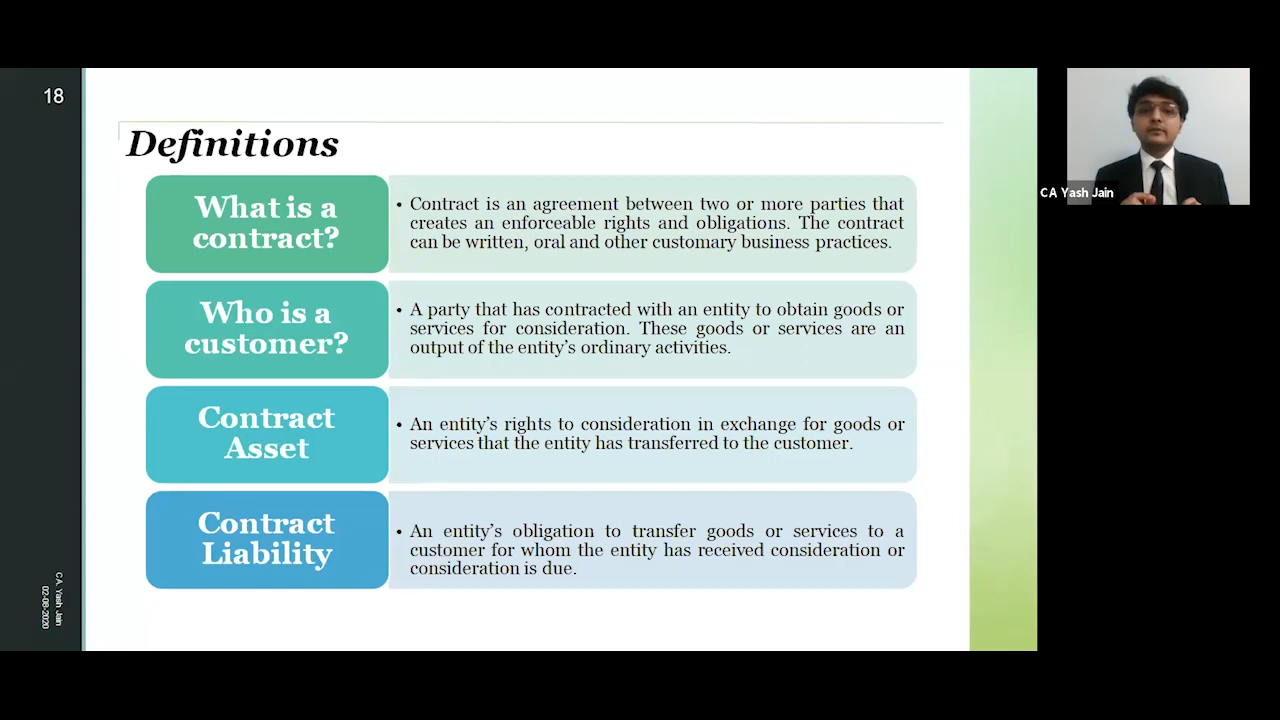 18
Definitions
What is a
contract?
• Contract is an agreement between two or more parties that
creates an enforceable rights and obligations. The contract
can be written, oral and other customary business practices.
Who is a
customer?
• A party that has contracted with an entity to obtain goods or
services for consideration. These goods or services are an
output of the entity’s ordinary activities.
Contract
Asset
• An entity’s rights to consideration in exchange for goods or
services that the entity has transferred to the customer.
Contract
Liability
• An entity’s obligation to transfer goods or services to a
customer for whom the entity has received consideration or
consideration is due.
CA Yash Jain
02-08-2020
CA Yash Jain